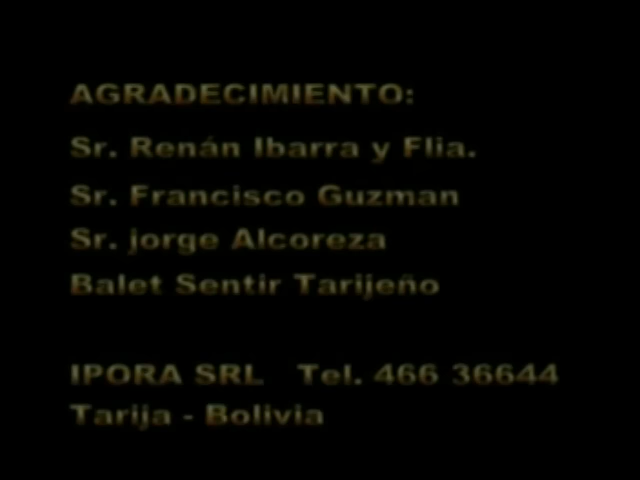 AGRADECIMIENTO:
Sr. Renán Ibarra y Flia.
Sr. Francisco Guzman
Sr. jorge Alcoreza
Balet Sentir Tarijeño
IPORA SRL Tel. 466 36644
Tarija - Bolivia